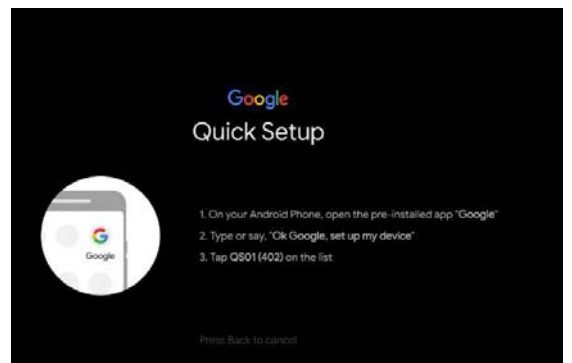 Google
Quick Setup
1. On your Android Phone, open the pre-installed app "Google"
2. Type or say, "Ok Google, set up my device"
G
Google
3. Tap QS01 (402) on the list
Press Back to cancel